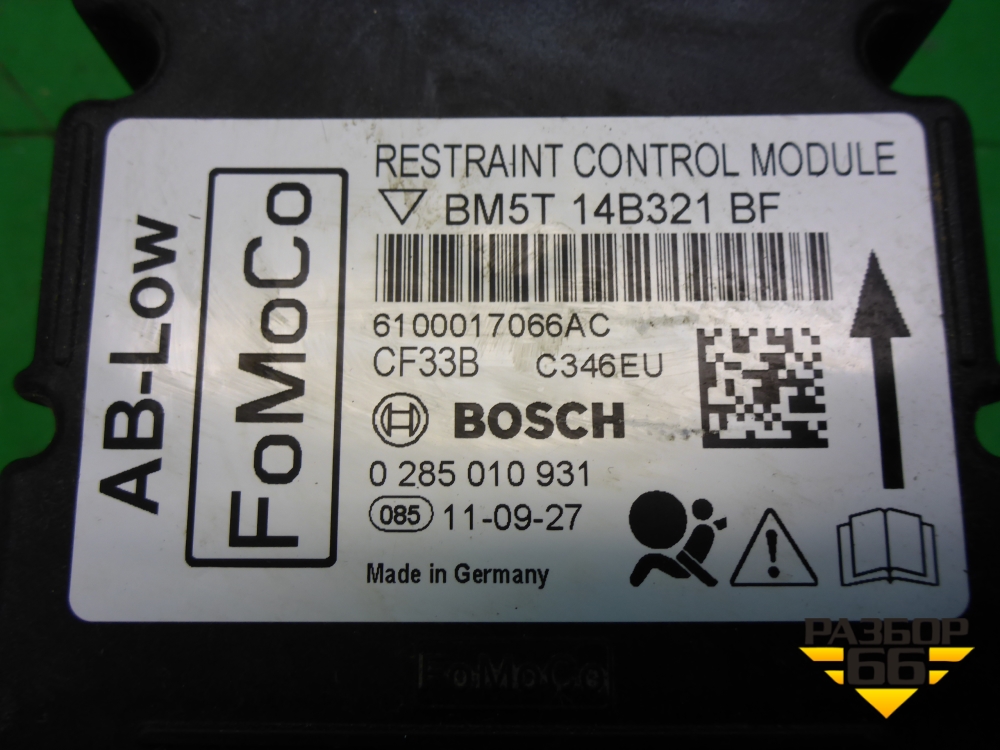 RESTRAINT CONTROL MODULE
BM5T 14B321 BF
6100017066AC
CF33B C346EU
BOSCH
0 285 010 931
085 11-09-27
Made in Germany
AB-Low
FoMoCo
FoMoCo
РАЗБОР
66